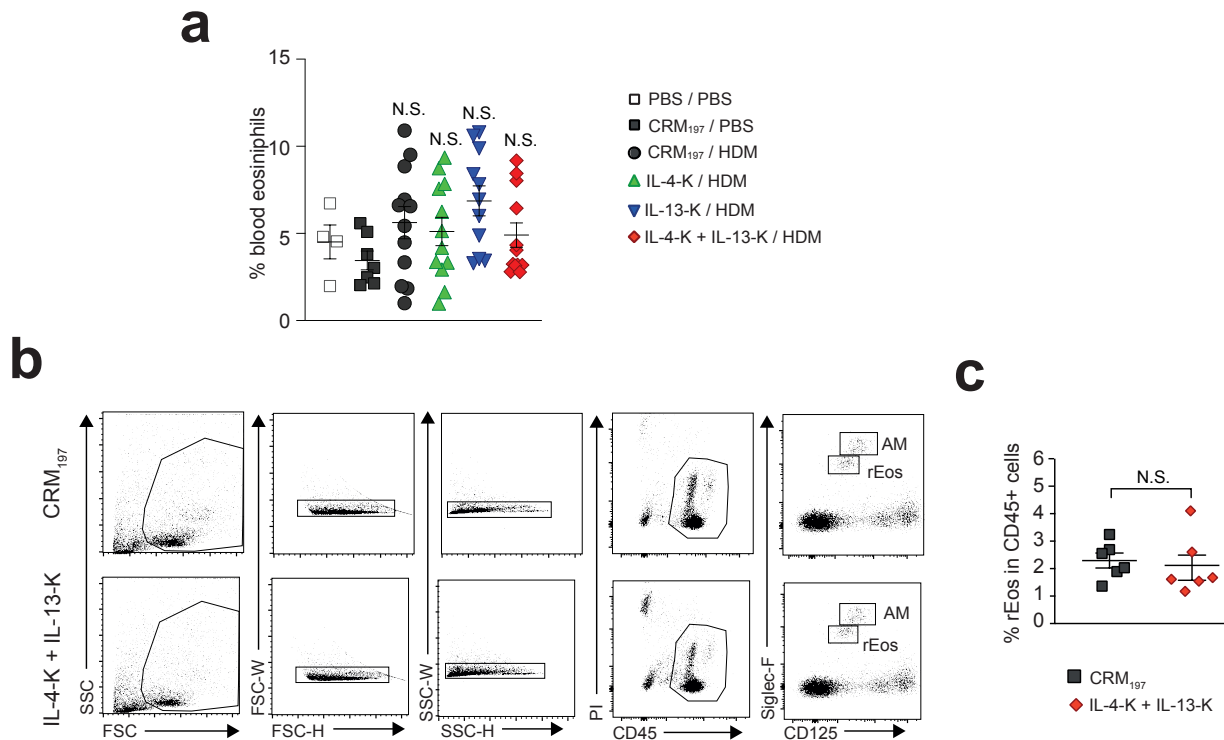 a
% blood eosiniphils
15
10
5
0
N.S.
N.S.
N.S.
N.S.
PBS / PBS
CRM₁₉₇ / PBS
CRM₁₉₇ / HDM
IL-4-K / HDM
IL-13-K / HDM
IL-4-K + IL-13-K / HDM
b
CRM₁₉₇
IL-4-K + IL-13-K
SSC
FSC
FSC-W
FSC-H
SSC-W
SSC-H
PI
CD45
Siglec-F
CD125
AM
rEos
AM
rEos
c
% rEos in CD45+ cells
6
5
4
3
2
1
0
N.S.
CRM₁₉₇
IL-4-K + IL-13-K